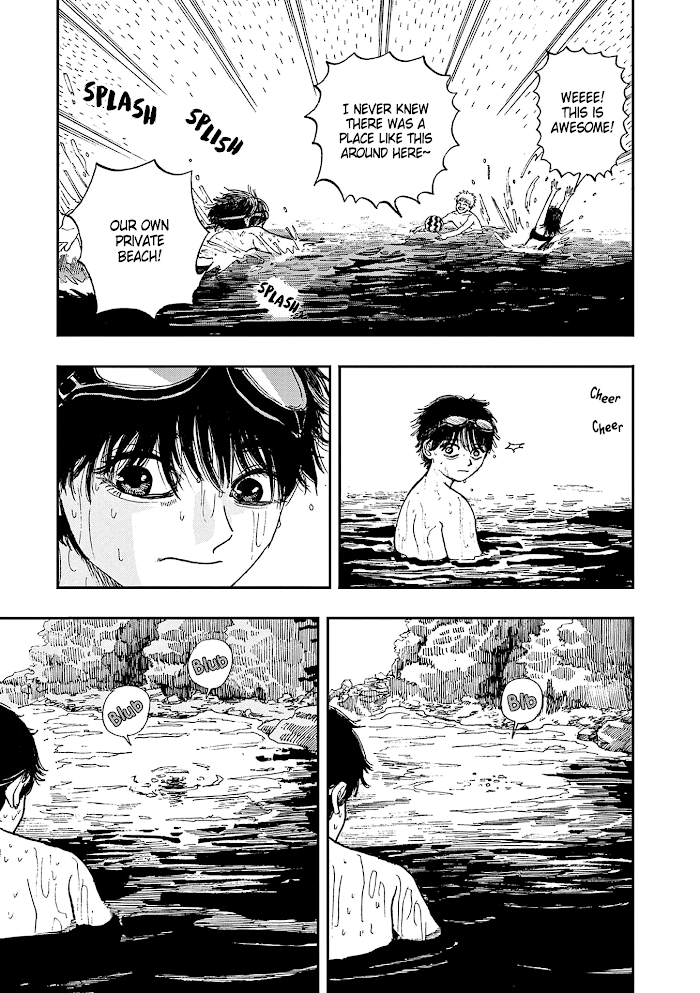 WEEEE!
THIS IS
AWESOME!
I NEVER KNEW
THERE WAS A
PLACE LIKE THIS
AROUND HERE~
SPLISH
SPLASH
OUR OWN
PRIVATE
BEACH!
SPLASH
Cheer
Cheer
Blb
Blub
Blub